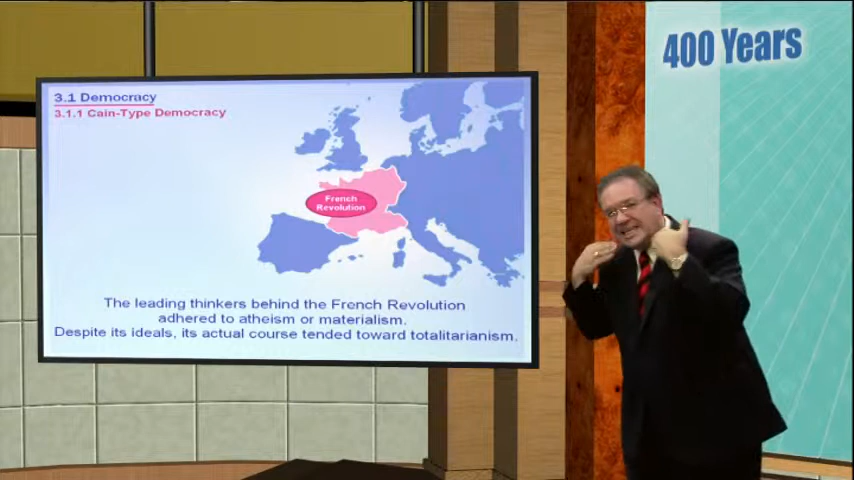 400 Years
3.1 Democracy
3.1.1 Cain-Type Democracy
French
Revolution
The leading thinkers behind the French Revolution
adhered to atheism or materialism.
Despite its ideals, its actual course tended toward totalitarianism.